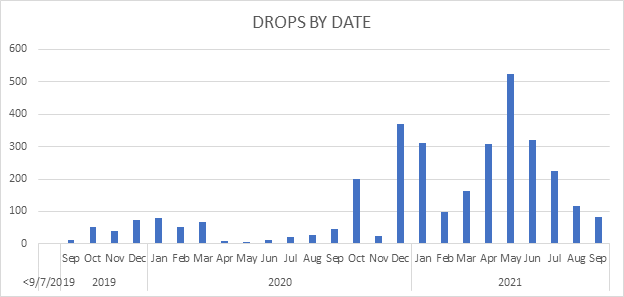 DROPS BY DATE
600
500
400
300
200
100
0
Sep Oct Nov Dec Jan Feb Mar Apr May Jun Jul Aug Sep Oct Nov Dec Jan Feb Mar Apr May Jun Jul Aug Sep
<9/7/2019 2019 2020 2021